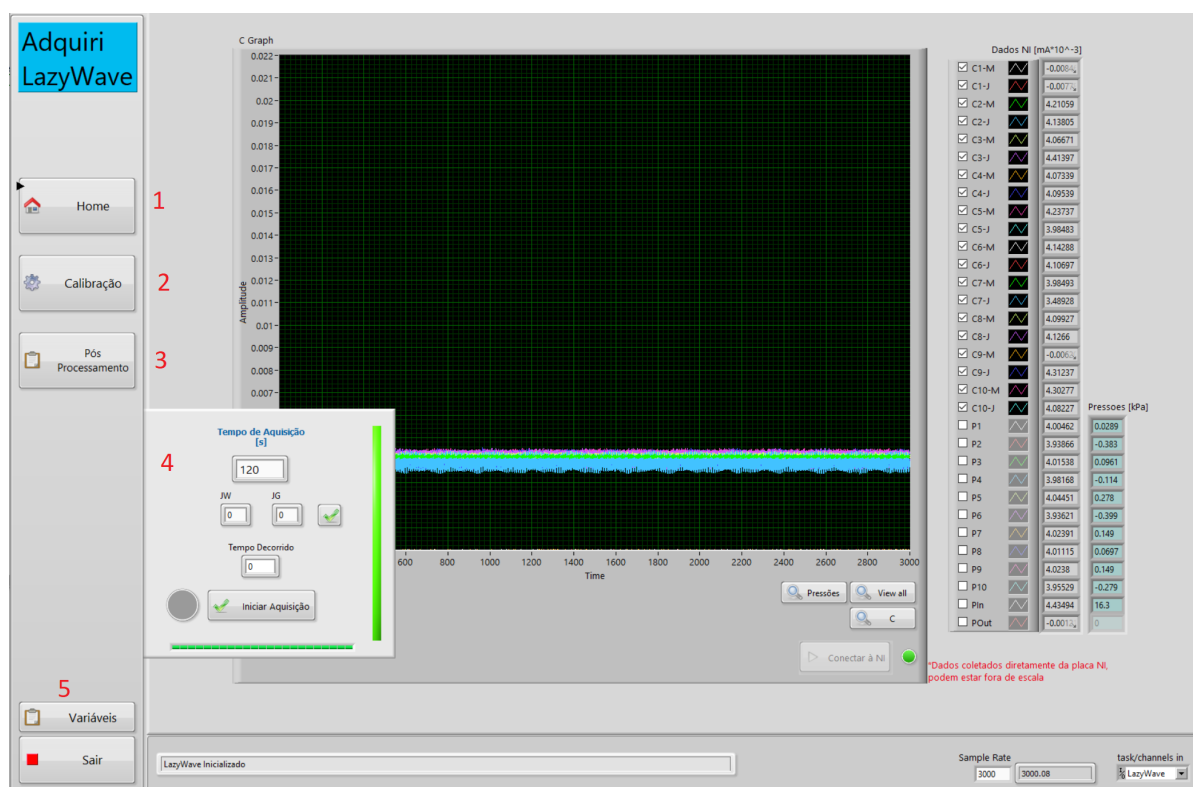 Adquiri
LazyWave
Home
1
Calibração
2
Pós
Processamento
3
C Graph
Amplitude
0.022
0.021
0.02
0.019
0.018
0.017
0.016
0.015
0.014
0.013
0.012
0.011
0.01
0.009
0.008
0.007
600 800 1000 1200 1400 1600 1800 2000 2200 2400 2600 2800 3000
Time
4
Tempo de Aquisição
[s]
120
JW JG
0 0
Tempo Decorrido
0
Iniciar Aquisição
Pressões
View all
C
Conectar à NI
Dados NI [mA*10^-3]
C1-M -0.0084
C1-J -0.0077
C2-M 4.21059
C2-J 4.13805
C3-M 4.06671
C3-J 4.41397
C4-M 4.07339
C4-J 4.09539
C5-M 4.23737
C5-J 3.98483
C6-M 4.14288
C6-J 4.10697
C7-M 3.98493
C7-J 3.48928
C8-M 4.09927
C8-J 4.1266
C9-M -0.0063
C9-J 4.31237
C10-M 4.30277
C10-J 4.08227 Pressoes [kPa]
P1 4.00462 0.0289
P2 3.93866 -0.383
P3 4.01538 0.0961
P4 3.98168 -0.114
P5 4.04451 0.278
P6 3.93621 -0.399
P7 4.02391 0.149
P8 4.01115 0.0697
P9 4.0238 0.149
P10 3.95529 -0.279
PIn 4.43494 16.3
POut -0.0013 0
*Dados coletados diretamente da placa NI,
podem estar fora de escala
5
Variáveis
Sair
LazyWave Inicializado
Sample Rate
3000 3000.08
task/channels in
LazyWave